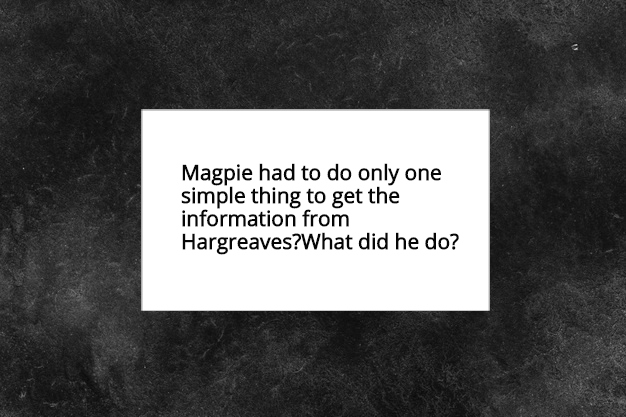 Magpie had to do only one
simple thing to get the
information from
Hargreaves?What did he do?